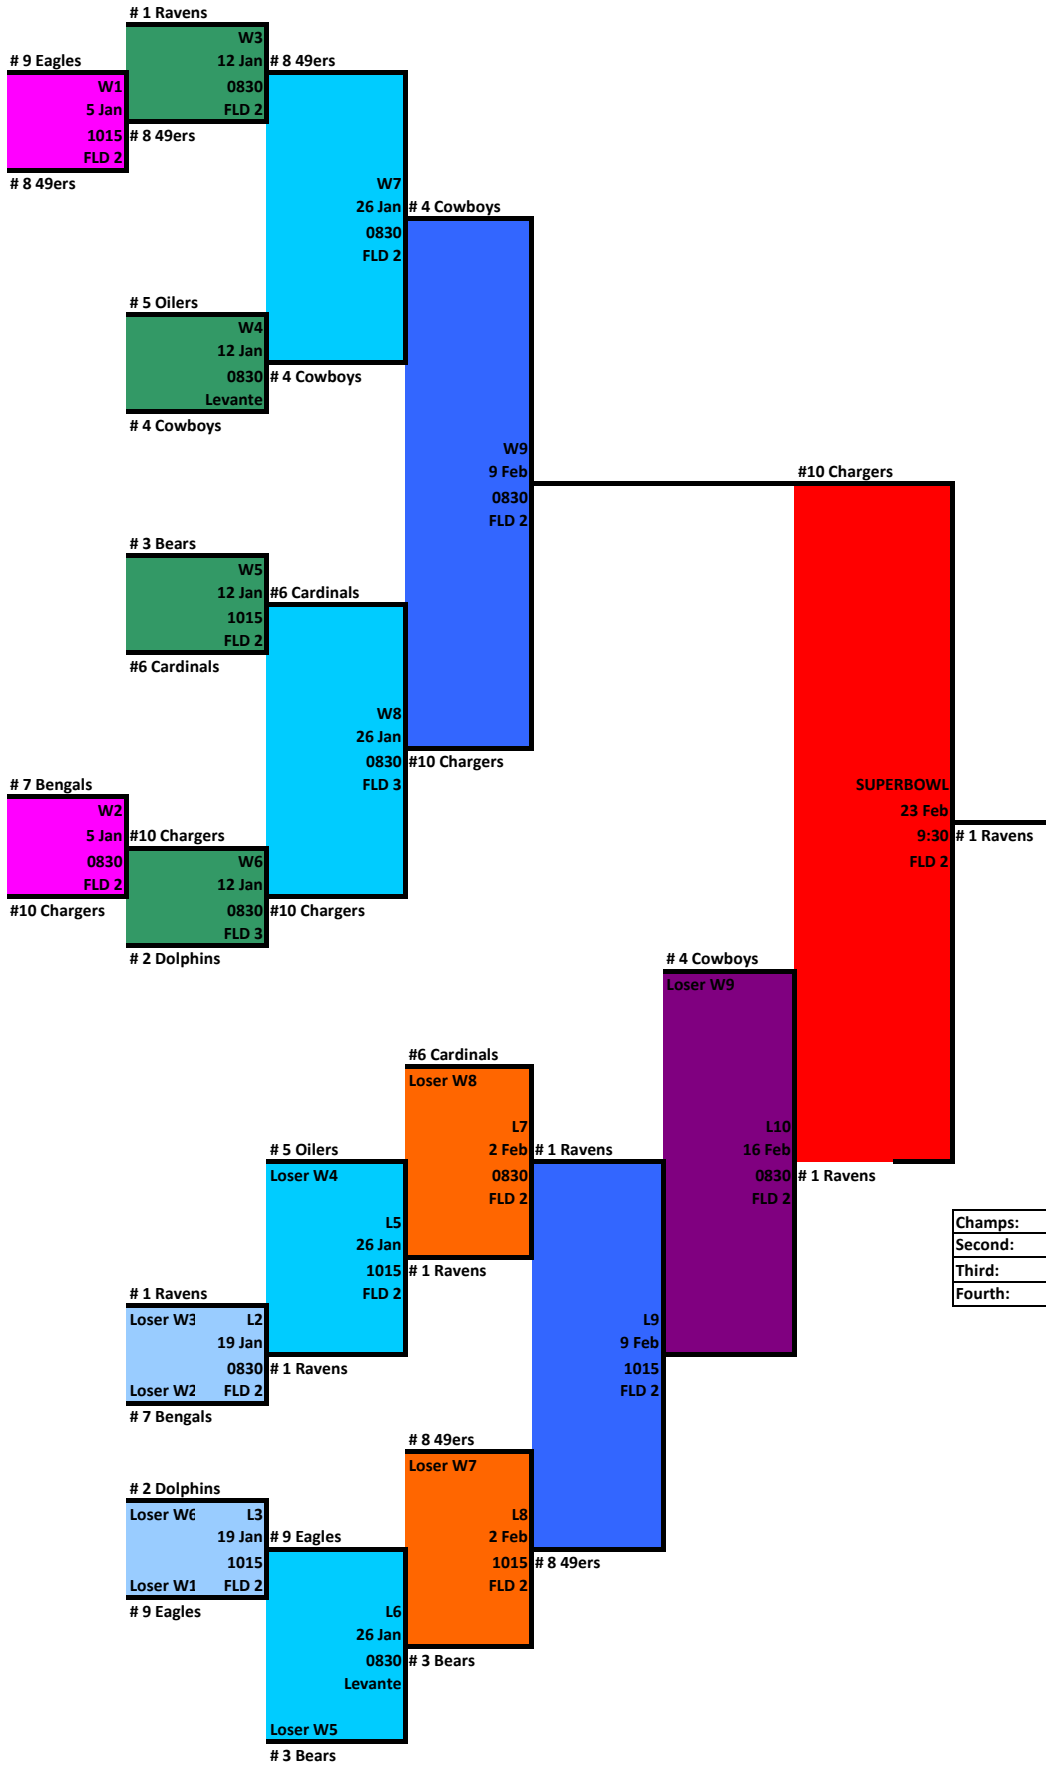 # 1 Ravens
W3
# 9 Eagles
12 Jan
# 8 49ers
W1
0830
5 Jan
FLD 2
1015
# 8 49ers
FLD 2
# 8 49ers
W7
26 Jan
# 4 Cowboys
0830
FLD 2
# 5 Oilers
W4
12 Jan
0830
# 4 Cowboys
Levante
# 4 Cowboys
W9
9 Feb
#10 Chargers
0830
FLD 2
# 3 Bears
W5
12 Jan
#6 Cardinals
1015
FLD 2
#6 Cardinals
W8
26 Jan
0830
#10 Chargers
FLD 3
# 7 Bengals
W2
5 Jan
#10 Chargers
0830
FLD 2
#10 Chargers
W6
12 Jan
0830
#10 Chargers
FLD 3
# 2 Dolphins
SUPERBOWL
23 Feb
9:30
# 1 Ravens
FLD 2
# 4 Cowboys
Loser W9
#6 Cardinals
Loser W8
L7
2 Feb
# 1 Ravens
0830
FLD 2
L10
16 Feb
0830
# 1 Ravens
FLD 2
# 5 Oilers
Loser W4
L5
26 Jan
1015
# 1 Ravens
FLD 2
Champs:
Second:
Third:
Fourth:
# 1 Ravens
Loser W3
L2
19 Jan
0830
# 1 Ravens
Loser W2
FLD 2
# 7 Bengals
L9
9 Feb
1015
FLD 2
# 8 49ers
Loser W7
L8
2 Feb
1015
# 8 49ers
FLD 2
# 2 Dolphins
Loser W6
L3
19 Jan
# 9 Eagles
1015
Loser W1
FLD 2
# 9 Eagles
L6
26 Jan
0830
# 3 Bears
Levante
Loser W5
# 3 Bears